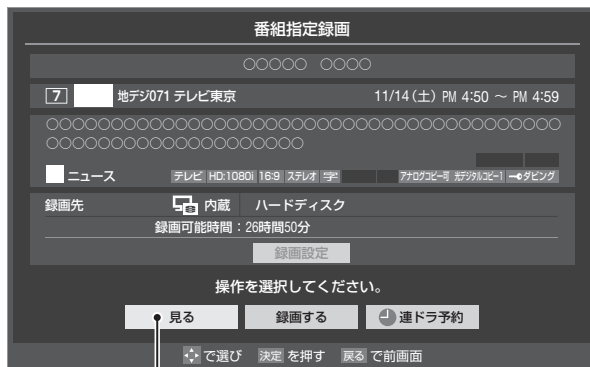 番組指定録画
○○○○○ ○○○○
7 地デジ071 テレビ東京 11/14(土) PM 4:50 ～ PM 4:59
○○○○○○○○○○○○○○○○○○○○○○○○○○○○○○
○○○○○○○○○○○○○○○
ニュース テレビ HD:1080i 16:9 ステレオ 字 アナログコピー可 光デジタルコピー1 ダビング
録画先 内蔵 ハードディスク
録画可能時間：26時間50分
録画設定
操作を選択してください。
見る 録画する 連ドラ予約
で選び 決定 を押す 戻る で前画面